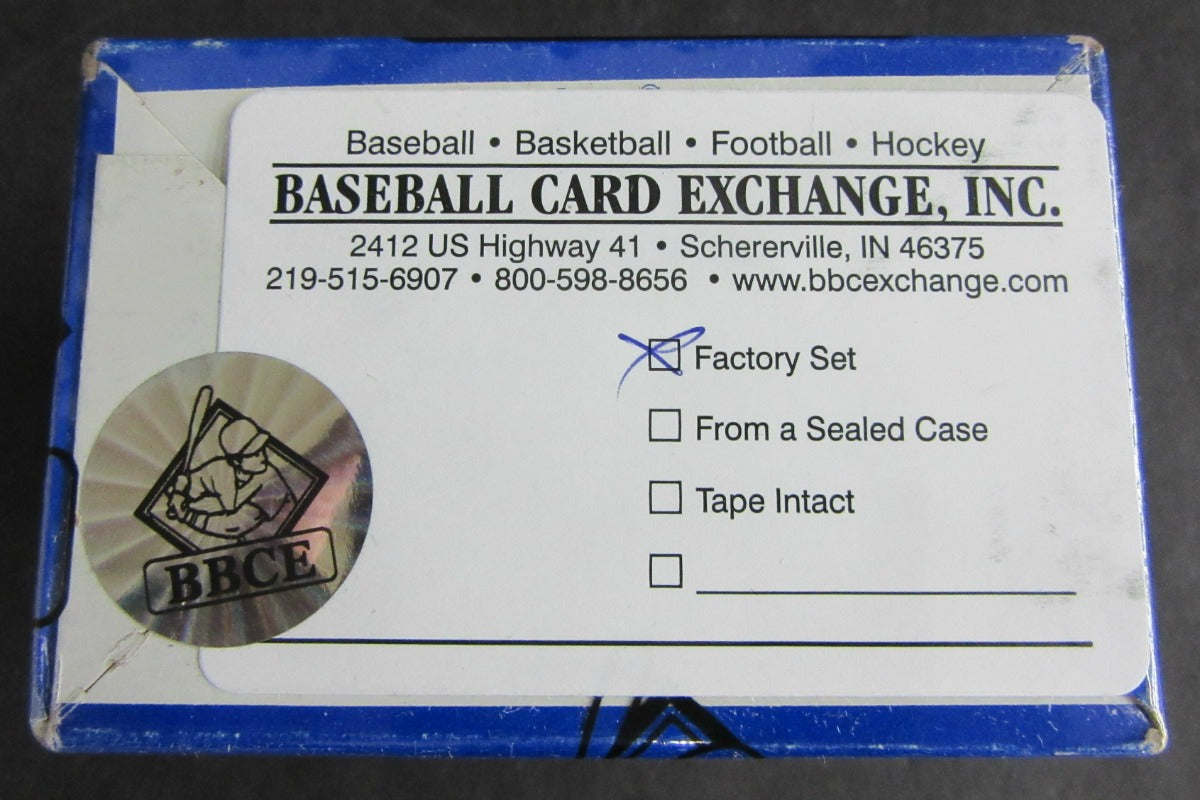 Baseball • Basketball • Football • Hockey
BASEBALL CARD EXCHANGE, INC.
2412 US Highway 41 • Schererville, IN 46375
219-515-6907 • 800-598-8656 • www.bbcexchange.com
Factory Set
From a Sealed Case
Tape Intact
BBCE